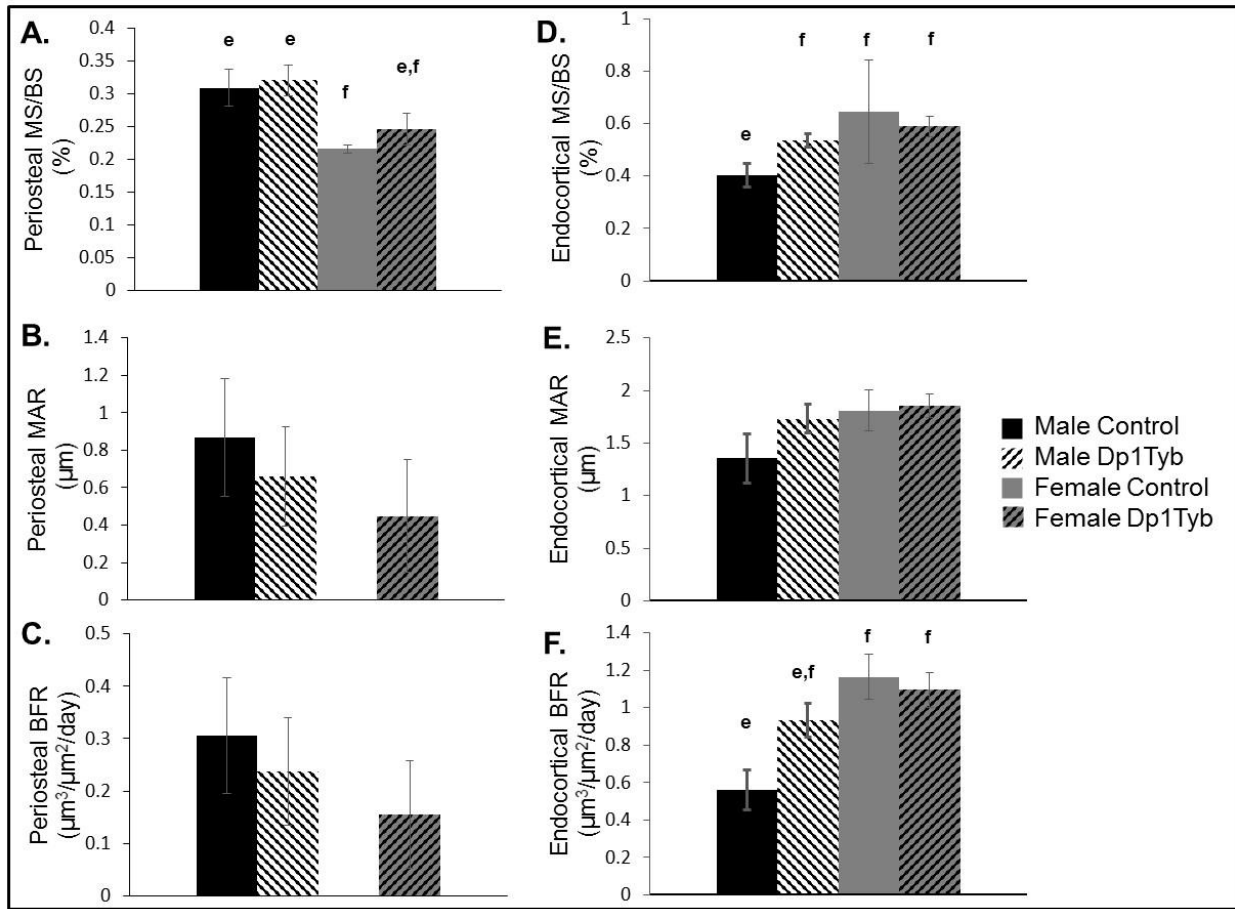 A.
Periosteal MS/BS
(%)
0.4
0.35
0.3
0.25
0.2
0.15
0.1
0.05
0
e
e
f
e,f
B.
Periosteal MAR
(µm)
1.4
1.2
1
0.8
0.6
0.4
0.2
0
C.
Periosteal BFR
(µm³/µm²/day)
0.5
0.4
0.3
0.2
0.1
0
D.
Endocortical MS/BS
(%)
1
0.8
0.6
0.4
0.2
0
e
f
f
f
E.
Endocortical MAR
(µm)
2.5
2
1.5
1
0.5
0
F.
Endocortical BFR
(µm³/µm²/day)
1.4
1.2
1
0.8
0.6
0.4
0.2
0
e
e,f
f
f
Male Control
Male Dp1Tyb
Female Control
Female Dp1Tyb